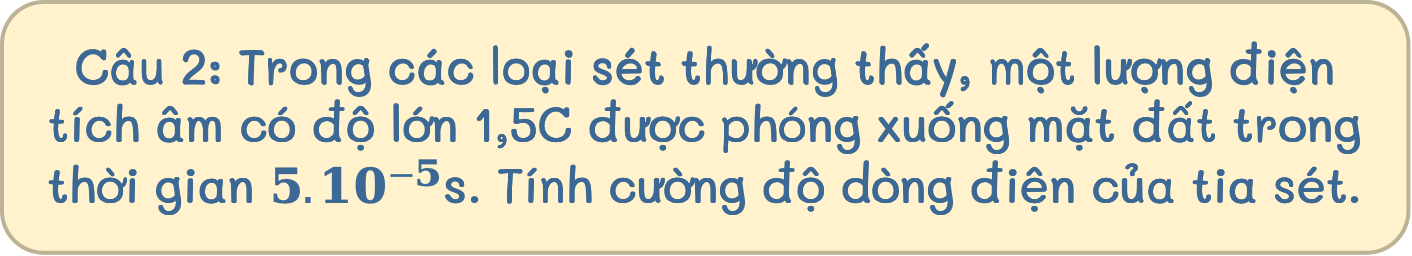 Câu 2: Trong các loại sét thường thấy, một lượng điện
tích âm có độ lớn 1,5C được phóng xuống mặt đất trong
thời gian 5.10⁻⁵s. Tính cường độ dòng điện của tia sét.